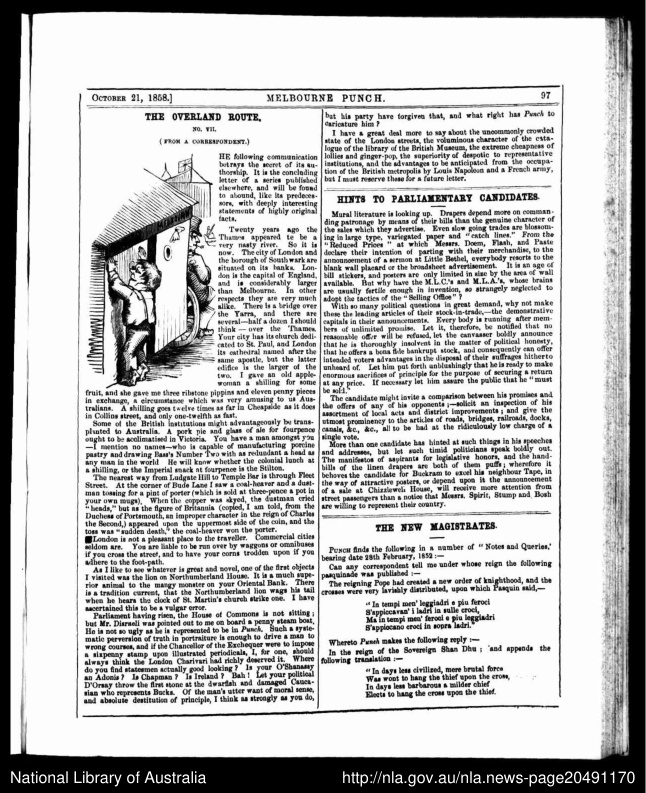 OCTOBER 21, 1858.]
MELBOURNE PUNCH.
97
THE OVERLAND ROUTE.
NO. VII.
( FROM A CORRESPONDENT.)
HE following communication
betrays the secret of its au-
thorship. It is the concluding
letter of a series published
elsewhere, and will be found
to abound, like its predeces-
sors, with deeply interesting
statements of highly original
facts.
Twenty years ago the
Thames appeared to be a
very nasty river. So it is
now. The city of London and
the borough of Southwark are
situated on its banks. Lon-
don is the capital of England,
and is considerably larger
than Melbourne. In other
respects they are very much
alike. There is a bridge over
the Yarra, and there are
several—half a dozen I should
think — over the Thames.
Your city has its church dedi-
cated to St. Paul, and London
its cathedral named after the
same apostle, but the latter
edifice is the larger of the
two. I gave an old apple-
woman a shilling for some
fruit, and she gave me three ribstone pippins and eleven penny pieces
in exchange, a circumstance which was very amusing to us Aus-
tralians. A shilling goes twelve times as far in Cheapside as it does
in Collins street, and only one-twelfth as fast.
Some of the British institutions might advantageously be trans-
planted to Australia. A pork pie and glass of ale for fourpence
ought to be acclimatised in Victoria. You have a man amongst you
—I mention no names—who is capable of manufacturing porcine
pastry and drawing Bass's Number Two with as redundant a head as
any man in the world He will know whether the colonial lunch at
a shilling, or the Imperial snack at fourpence is the Stilton.
The nearest way from Ludgate Hill to Temple Bar is through Fleet
Street. At the corner of Bude Lane I saw a coal-heaver and a dust-
man tossing for a pint of porter (which is sold at three-pence a pot in
your own mugs). When the copper was skyed, the dustman cried
"heads," but as the figure of Britannia (copied, I am told, from the
Duchess of Portsmouth, an improper character in the reign of Charles
the Second,) appeared upon the uppermost side of the coin, and the
toss was "sudden death," the coal-heaver won the porter.
London is not a pleasant place to the traveller. Commercial cities
seldom are. You are liable to be run over by waggons or omnibuses
if you cross the street, and to have your corns trodden upon if you
adhere to the foot-path.
As I like to see whatever is great and novel, one of the first objects
I visited was the lion on Northumberland House. It is a much supe-
rior animal to the mangy monster on your Oriental Bank. There
is a tradition current, that the Northumberland lion wags his tail
when he hears the clock of St. Martin's church strike one. I have
ascertained this to be a vulgar error.
Parliament having risen, the House of Commons is not sitting;
but Mr. Disraeli was pointed out to me on board a penny steam boat.
He is not so ugly as he is represented to be in Punch. Such a syste-
matic perversion of truth in portraiture is enough to drive a man to
wrong courses, and if the Chancellor of the Exchequer were to impose
a sixpenny stamp upon illustrated periodicals, I, for one, should
always think the London Charivari had richly deserved it. Where
do you find statesmen actually good looking ? Is your O'Shanassy
an Adonis ? Is Chapman ? Is Ireland ? Bah ! Let your political
D'Orsay throw the first stone at the dwarfish and damaged Cauca-
sian who represents Bucks. Of the man's utter want of moral sense,
and absolute destitution of principle, I think as strongly as you do,
but his party have forgiven that, and what right has Punch to
caricature him ?
I have a great deal more to say about the uncommonly crowded
state of the London streets, the voluminous character of the cata-
logue of the library of the British Museum, the extreme cheapness of
lollies and ginger-pop, the superiority of despotic to representative
institutions, and the advantages to be anticipated from the occupa-
tion of the British metropolis by Louis Napoleon and a French army,
but I must reserve these for a future letter.
HINTS TO PARLIAMENTARY CANDIDATES.
Mural literature is looking up. Drapers depend more on comman-
ding patronage by means of their bills than the genuine character of
the sales which they advertise. Even slow going trades are blossom-
ing in large type, variegated paper and "catch lines." From the
"Reduced Prices" at which Messrs. Doem, Flash, and Paste
declare their intention of parting with their merchandise, to the
announcement of a sermon at Little Bethel, everybody resorts to the
blank wall placard or the broadsheet advertisement. It is an age of
bill stickers, and posters are only limited in size by the area of wall
available. But why have the M.L.C.'s and M.L.A.'s, whose brains
are usually fertile enough in invention, so strangely neglected to
adopt the tactics of the "Selling Office" ?
With so many political questions in great demand, why not make
these the leading articles of their stock-in-trade,—the demonstrative
capitals in their announcements. Every body is running after mem-
bers of unlimited promise. Let it, therefore, be notified that no
reasonable offer will be refused, let the canvasser boldly announce
that he is thoroughly insolvent in the matter of political honesty,
that he offers a bona fide bankrupt stock, and consequently can offer
intended voters advantages in the disposal of their suffrages hitherto
unheard of. Let him put forth unblushingly that he is ready to make
enormous sacrifices of principle for the purpose of securing a return
at any price. If necessary let him assure the public that he "must
be sold."
The candidate might invite a comparison between his promises and
the offers of any of his opponents ;—solicit an inspection of his
assortment of local acts and district improvements ; and give the
utmost prominency to the articles of roads, bridges, railroads, docks,
canals, &c., &c., all to be had at the ridiculously low charge of a
single vote.
More than one candidate has hinted at such things in his speeches
and addresses, but let such timid politicians speak boldly out.
The manifestos of aspirants for legislative honors, and the hand-
bills of the linen drapers are both of them puffs ; wherefore it
behoves the candidate for Buckram to excel his neighbour Tape, in
the way of attractive posters, or depend upon it the announcement
of a sale at Chizzlewch House, will receive more attention from
street passengers than a notice that Messrs. Spirit, Stump and Bosh
are willing to represent their country.
THE NEW MAGISTRATES.
PUNCH finds the following in a number of "Notes and Queries,'
bearing date 28th February, 1852 :—
Can any correspondent tell me under whose reign the following
pasquinade was published :—
The reigning Pope had created a new order of knighthood, and the
crosses were very lavishly distributed, upon which Pasquin said,—
"In tempi men' leggiadri e piu feroci
S'appiccavan' i ladri in sulle croci,
Ma in tempi men' feroci e piu leggiadri
S'appiccano croci in sopra ladri."
Whereto Punch makes the following reply :—
In the reign of the Sovereign Shan Dhu ; and appends the
following translation :—
"In days less civilized, more brutal force
Was wont to hang the thief upon the cross,
In days less barbarous a milder chief
Elects to hang the cross upon the thief.
National Library of Australia
http://nla.gov.au/nla.news-page20491170